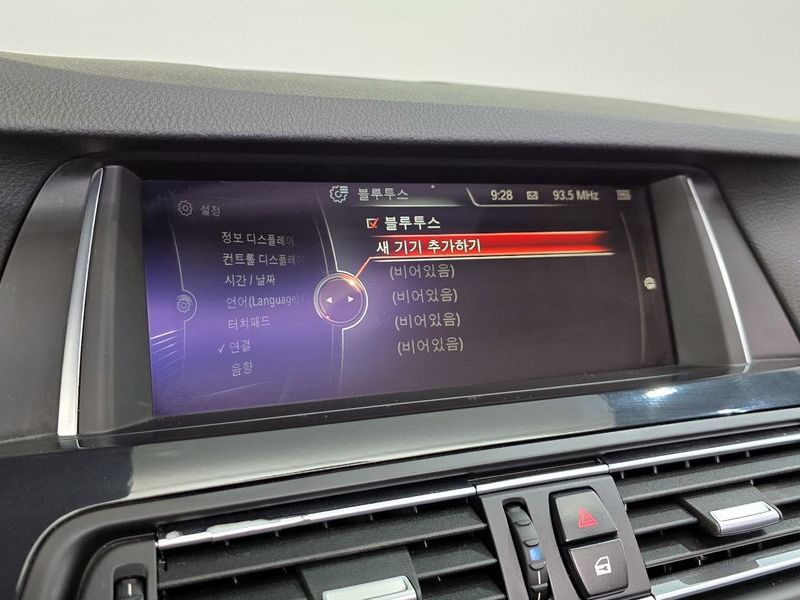 블루투스 9:28 93.5 MHz
설정
정보 디스플레이
컨트롤 디스플레이
시간 / 날짜
언어(Language) /
터치패드
연결
음향
블루투스
새 기기 추가하기
(비어있음)
(비어있음)
(비어있음)
(비어있음)